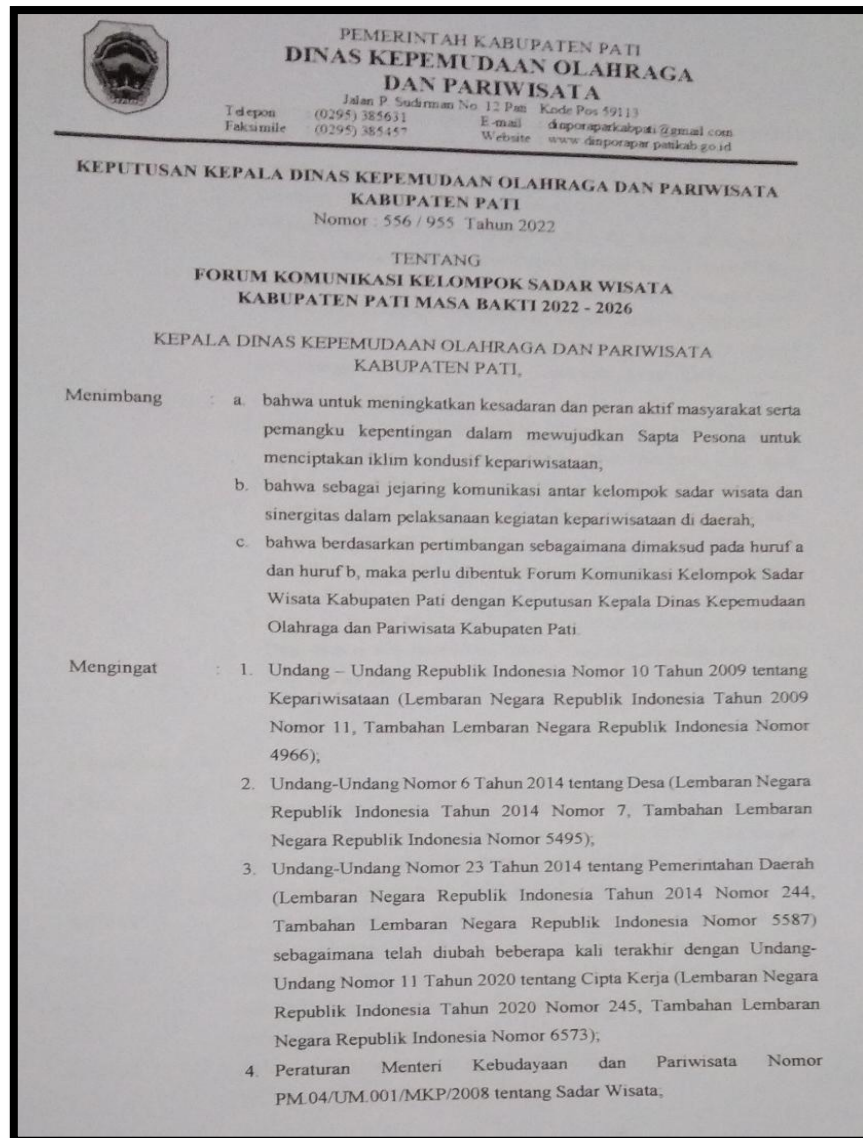 PEMERINTAH KABUPATEN PATI
DINAS KEPEMUDAAN OLAHRAGA
DAN PARIWISATA
Jalan P. Sudirman No. 12 Pati Kode Pos 59113
Telepon : (0295) 385631 E-mail : dinporaparkabpati@gmail.com
Faksimile : (0295) 385457 Website : www.dinporapar.patikab.go.id
KEPUTUSAN KEPALA DINAS KEPEMUDAAN OLAHRAGA DAN PARIWISATA
KABUPATEN PATI
Nomor : 556 / 955 Tahun 2022
TENTANG
FORUM KOMUNIKASI KELOMPOK SADAR WISATA
KABUPATEN PATI MASA BAKTI 2022 - 2026
KEPALA DINAS KEPEMUDAAN OLAHRAGA DAN PARIWISATA
KABUPATEN PATI,
Menimbang : a. bahwa untuk meningkatkan kesadaran dan peran aktif masyarakat serta
pemangku kepentingan dalam mewujudkan Sapta Pesona untuk
menciptakan iklim kondusif kepariwisataan;
b. bahwa sebagai jejaring komunikasi antar kelompok sadar wisata dan
sinergitas dalam pelaksanaan kegiatan kepariwisataan di daerah;
c. bahwa berdasarkan pertimbangan sebagaimana dimaksud pada huruf a
dan huruf b, maka perlu dibentuk Forum Komunikasi Kelompok Sadar
Wisata Kabupaten Pati dengan Keputusan Kepala Dinas Kepemudaan
Olahraga dan Pariwisata Kabupaten Pati.
Mengingat : 1. Undang – Undang Republik Indonesia Nomor 10 Tahun 2009 tentang
Kepariwisataan (Lembaran Negara Republik Indonesia Tahun 2009
Nomor 11, Tambahan Lembaran Negara Republik Indonesia Nomor
4966);
2. Undang-Undang Nomor 6 Tahun 2014 tentang Desa (Lembaran Negara
Republik Indonesia Tahun 2014 Nomor 7, Tambahan Lembaran
Negara Republik Indonesia Nomor 5495);
3. Undang-Undang Nomor 23 Tahun 2014 tentang Pemerintahan Daerah
(Lembaran Negara Republik Indonesia Tahun 2014 Nomor 244,
Tambahan Lembaran Negara Republik Indonesia Nomor 5587)
sebagaimana telah diubah beberapa kali terakhir dengan Undang-
Undang Nomor 11 Tahun 2020 tentang Cipta Kerja (Lembaran Negara
Republik Indonesia Tahun 2020 Nomor 245, Tambahan Lembaran
Negara Republik Indonesia Nomor 6573);
4. Peraturan Menteri Kebudayaan dan Pariwisata Nomor
PM.04/UM.001/MKP/2008 tentang Sadar Wisata;